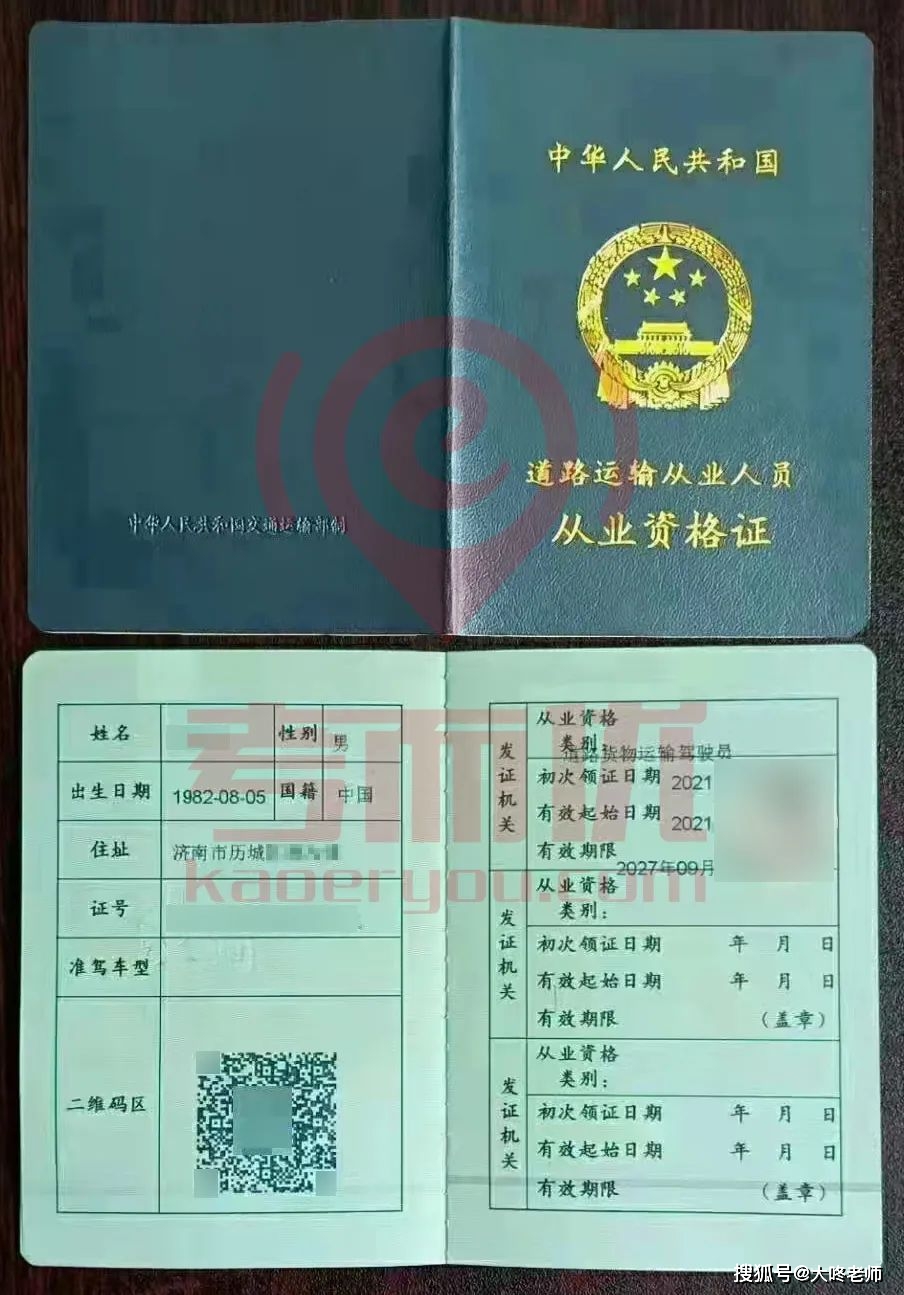 中华人民共和国
道路运输从业人员
从业资格证
中华人民共和国交通运输部制
姓名
性别 男
出生日期 1982-08-05 国籍 中国
住址 济南市历城
证号
准驾车型
二维码区
发证机关
从业资格
类别：道路货物运输驾驶员
初次领证日期 2021
有效起始日期 2021
有效期限 2027年09月
发证机关
从业资格
类别：
初次领证日期 年 月 日
有效起始日期 年 月 日
有效期限 （盖章）
发证机关
从业资格
类别：
初次领证日期 年 月 日
有效起始日期 年 月 日
有效期限 （盖章）
考而优
kaoeryou.com
搜狐号@大咚老师